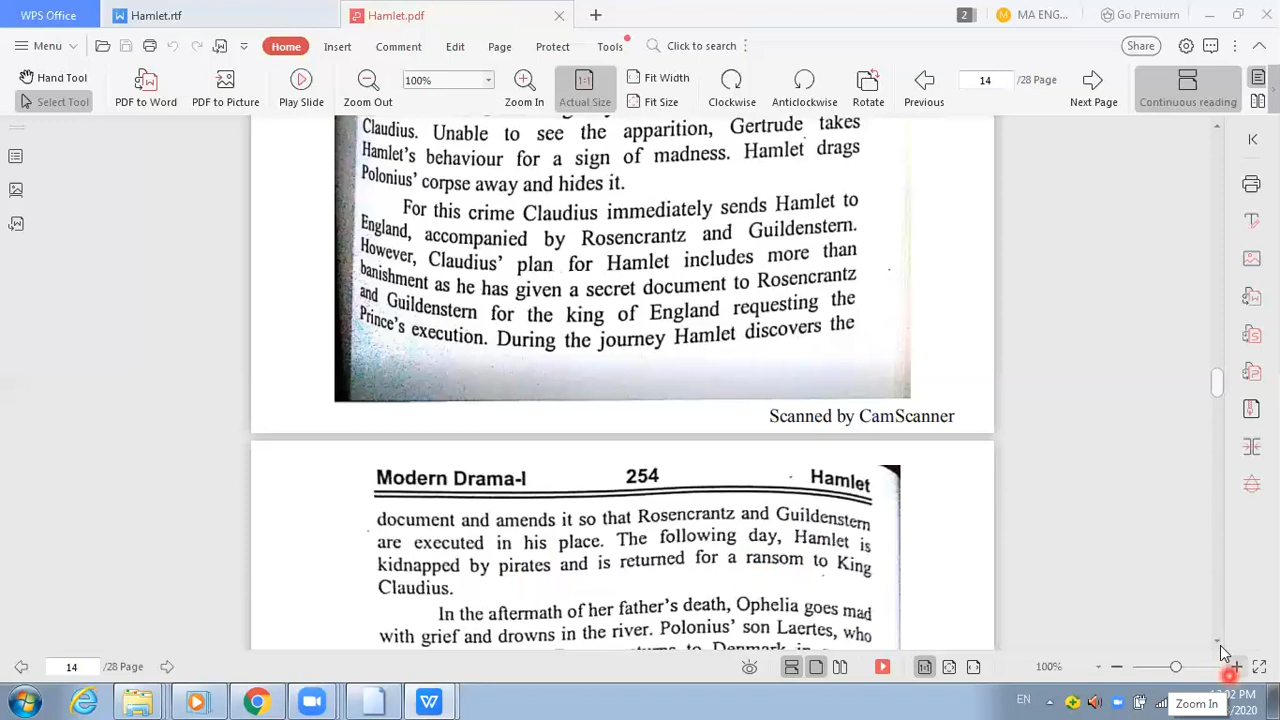 WPS Office
Hamlet.rtf
Hamlet.pdf
2
MA ENG...
Go Premium
Menu
Home
Insert
Comment
Edit
Page
Protect
Tools
Click to search
Share
Hand Tool
Select Tool
PDF to Word
PDF to Picture
Play Slide
Zoom Out
100%
Zoom In
Actual Size
Fit Width
Fit Size
Clockwise
Anticlockwise
Rotate
Previous
14
/28 Page
Next Page
Continuous reading
Claudius. Unable to see the apparition, Gertrude takes
Hamlet's behaviour for a sign of madness. Hamlet drags
Polonius' corpse away and hides it.
For this crime Claudius immediately sends Hamlet to
England, accompanied by Rosencrantz and Guildenstern.
However, Claudius' plan for Hamlet includes more than
banishment as he has given a secret document to Rosencrantz
and Guildenstern for the king of England requesting the
Prince's execution. During the journey Hamlet discovers the
Scanned by CamScanner
Modern Drama-I 254 Hamlet
document and amends it so that Rosencrantz and Guildenstern
are executed in his place. The following day, Hamlet is
kidnapped by pirates and is returned for a ransom to King
Claudius.
In the aftermath of her father's death, Ophelia goes mad
with grief and drowns in the river. Polonius' son Laertes, who
to Denmark in
14
/28 Page
100%
EN
Zoom In